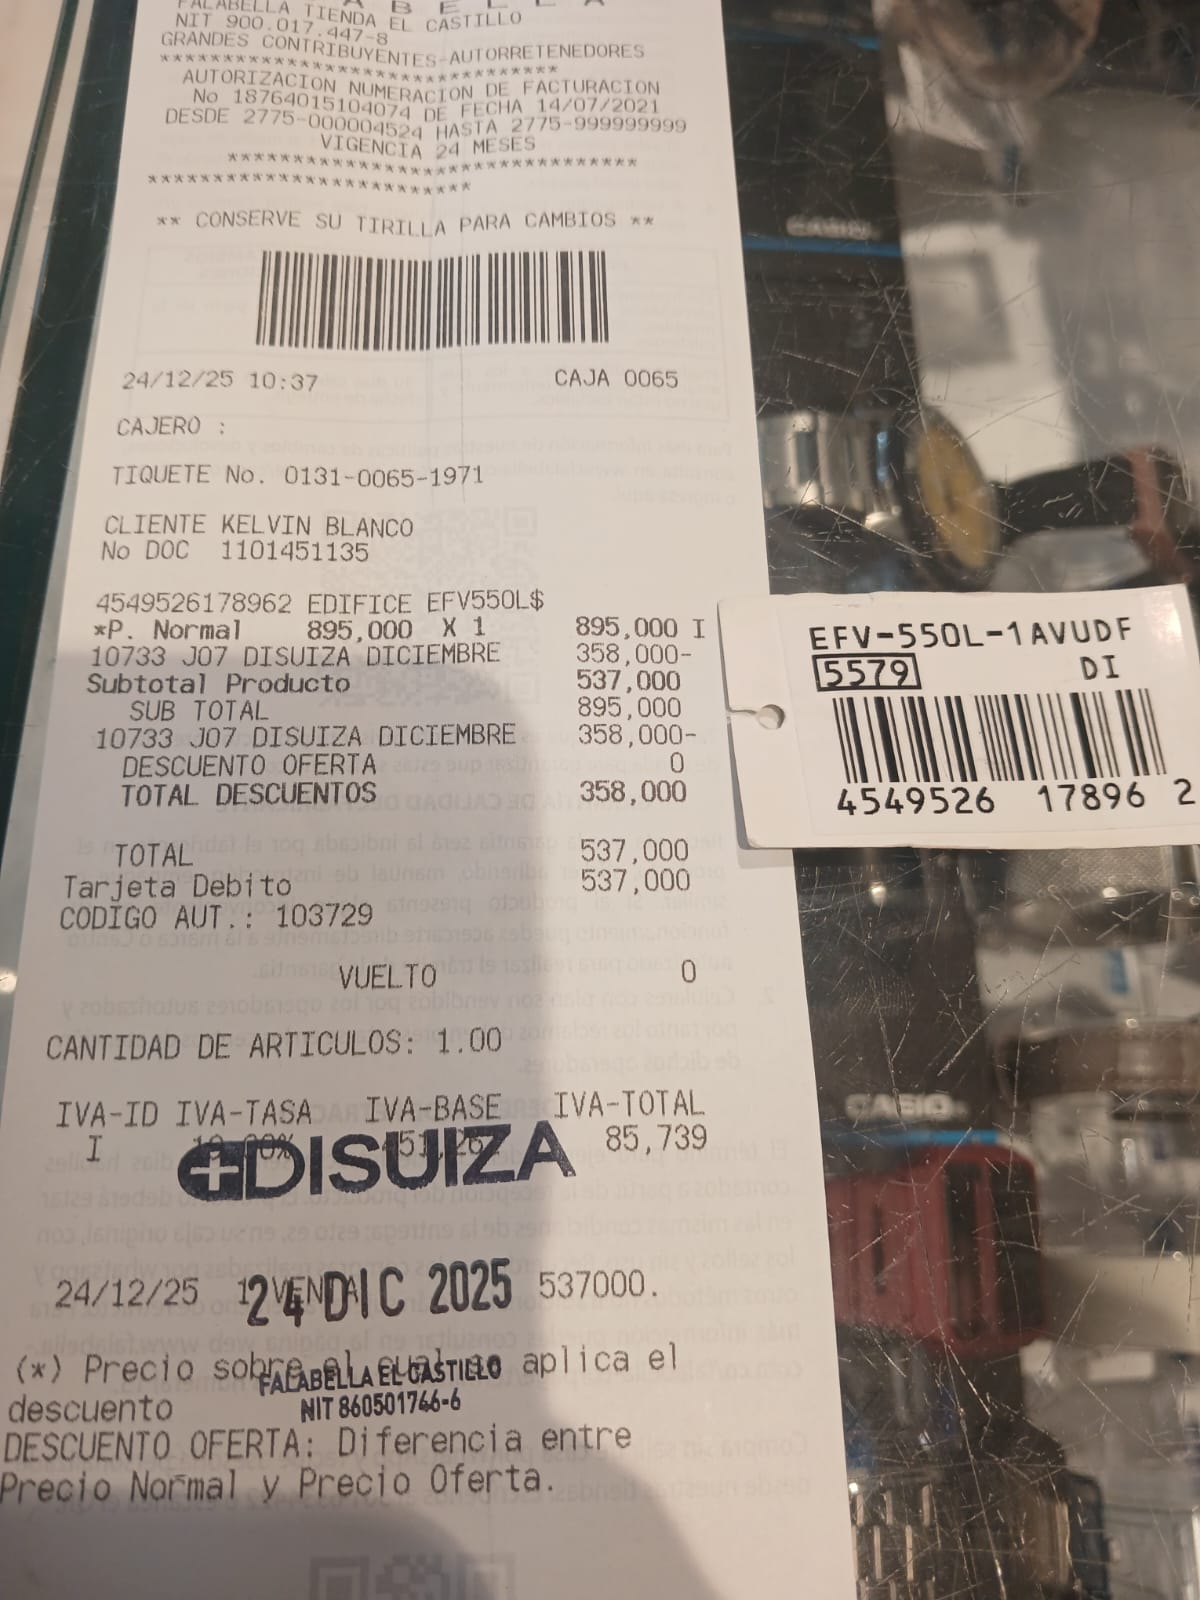 FALABELLA TIENDA EL CASTILLO
NIT 900.017.447-8
GRANDES CONTRIBUYENTES-AUTORRETENEDORES
AUTORIZACION NUMERACION DE FACTURACION
No 18764015104074 DE FECHA 14/07/2021
DESDE 2775-000004524 HASTA 2775-999999999
VIGENCIA 24 MESES
** CONSERVE SU TIRILLA PARA CAMBIOS **
24/12/25 10:37 CAJA 0065
CAJERO :
TIQUETE No. 0131-0065-1971
CLIENTE KELVIN BLANCO
No DOC 1101451135
4549526178962 EDIFICE EFV550L$
*P. Normal 895,000 X 1 895,000 I
10733 J07 DISUIZA DICIEMBRE 358,000-
Subtotal Producto 537,000
SUB TOTAL 895,000
10733 J07 DISUIZA DICIEMBRE 358,000-
DESCUENTO OFERTA 0
TOTAL DESCUENTOS 358,000
TOTAL 537,000
Tarjeta Debito 537,000
CODIGO AUT.: 103729
VUELTO 0
CANTIDAD DE ARTICULOS: 1.00
IVA-ID IVA-TASA IVA-BASE IVA-TOTAL
I 85,739
DISUIZA
24/12/25 537000.
24 DIC 2025
(*) Precio sobre el cual se aplica el
descuento
FALABELLA EL CASTILLO
NIT 860501766-6
DESCUENTO OFERTA: Diferencia entre
Precio Normal y Precio Oferta.
EFV-550L-1AVUDF
5579 DI
4549526 17896 2
CASIO
CASIO